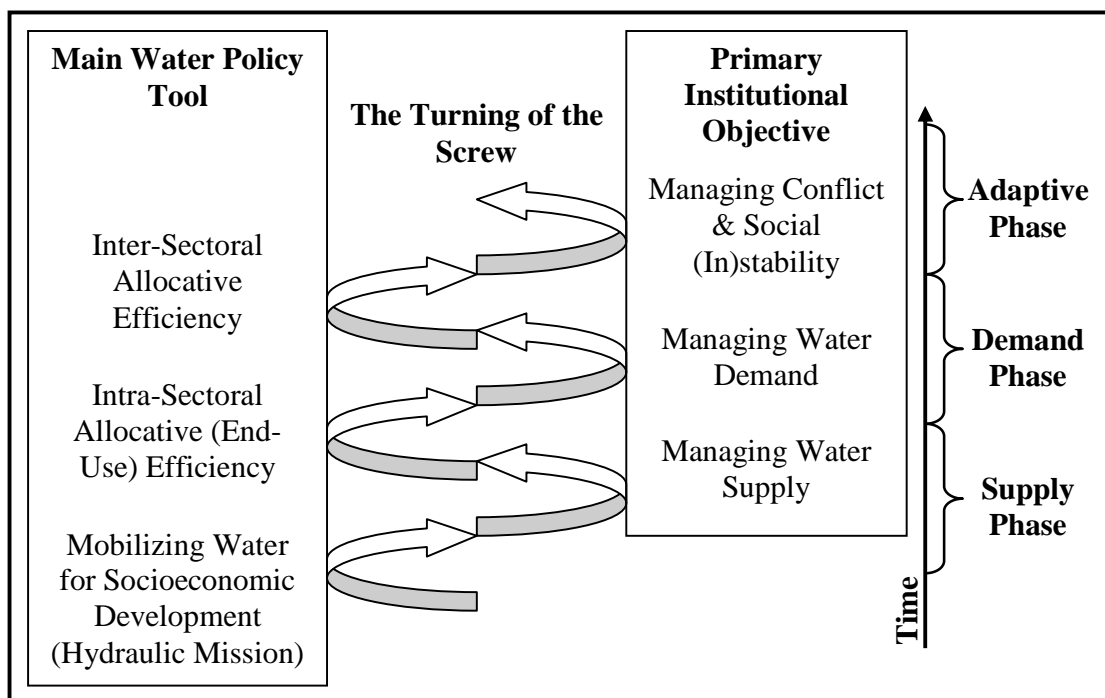 Main Water Policy
Tool
Inter-Sectoral
Allocative
Efficiency
Intra-Sectoral
Allocative (End-
Use) Efficiency
Mobilizing Water
for Socioeconomic
Development
(Hydraulic Mission)
The Turning of the
Screw
Primary
Institutional
Objective
Managing Conflict
& Social
(In)stability
Managing Water
Demand
Managing Water
Supply
Adaptive
Phase
Demand
Phase
Supply
Phase
Time